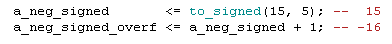 a_neg_signed       <= to_signed(15, 5); --  15
a_neg_signed_overf <= a_neg_signed + 1; -- -16